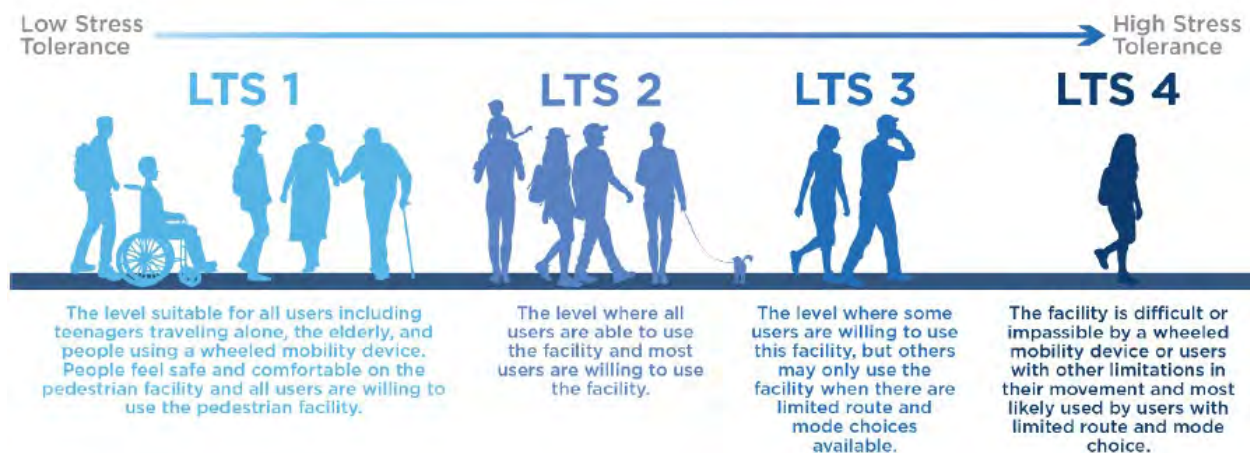 Low Stress
Tolerance
High Stress
Tolerance
LTS 1
LTS 2
LTS 3
LTS 4
The level suitable for all users including
teenagers traveling alone, the elderly, and
people using a wheeled mobility device.
People feel safe and comfortable on the
pedestrian facility and all users are willing to
use the pedestrian facility.
The level where all
users are able to use
the facility and most
users are willing to use
the facility.
The level where some
users are willing to use
this facility, but others
may only use the
facility when there are
limited route and
mode choices
available.
The facility is difficult or
impassible by a wheeled
mobility device or users
with other limitations in
their movement and most
likely used by users with
limited route and mode
choice.